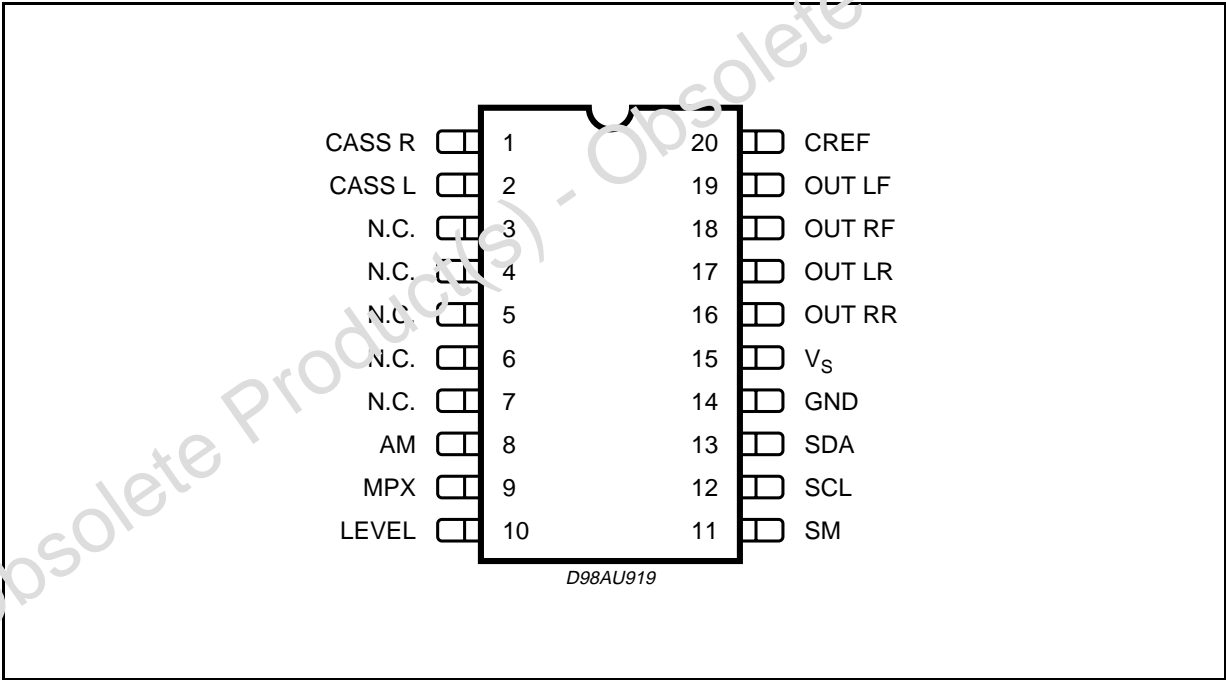 CASS R 1 20 CREF
CASS L 2 19 OUT LF
N.C. 3 18 OUT RF
N.C. 4 17 OUT LR
N.C. 5 16 OUT RR
N.C. 6 15 VS
N.C. 7 14 GND
AM 8 13 SDA
MPX 9 12 SCL
LEVEL 10 11 SM
D98AU919
Obsolete Product(s) - Obsolete